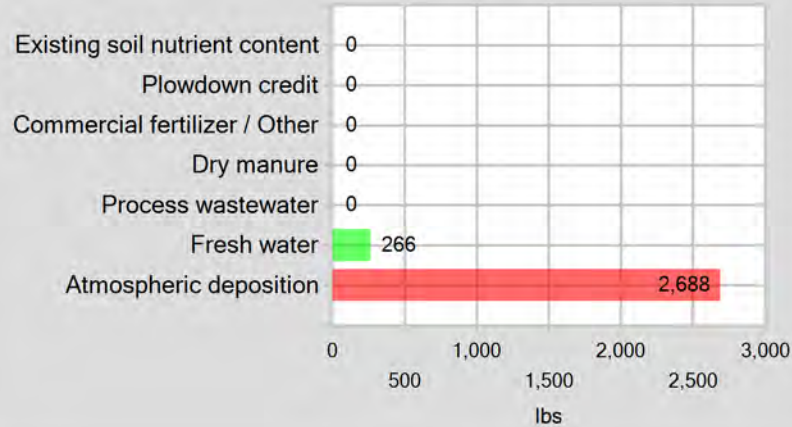 Existing soil nutrient content 0
Plowdown credit 0
Commercial fertilizer / Other 0
Dry manure 0
Process wastewater 0
Fresh water 266
Atmospheric deposition 2,688
0 1,000 2,000 3,000
500 1,500 2,500
lbs